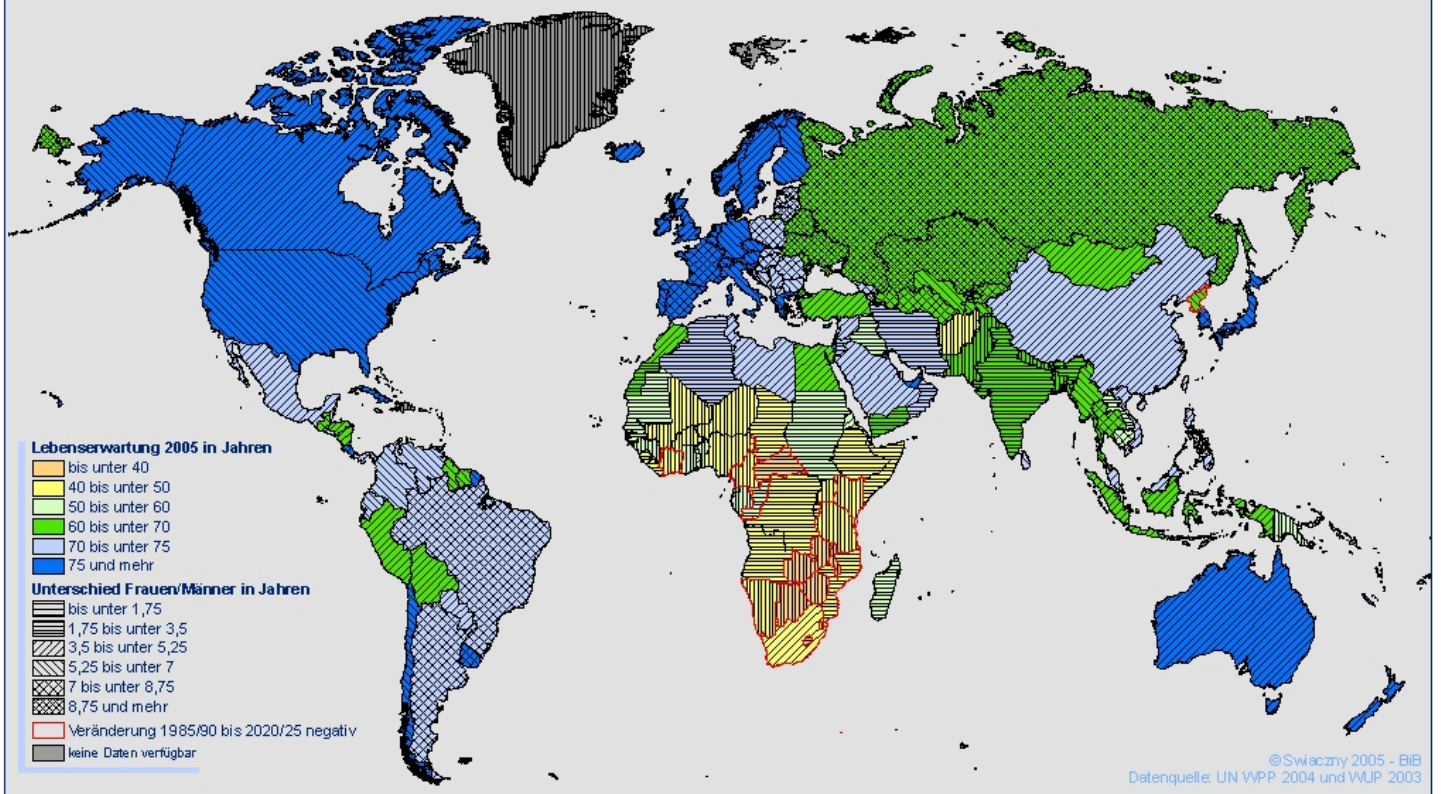 Lebenserwartung 2005 in Jahren
bis unter 40
40 bis unter 50
50 bis unter 60
60 bis unter 70
70 bis unter 75
75 und mehr
Unterschied Frauen/Männer in Jahren
bis unter 1,75
1,75 bis unter 3,5
3,5 bis unter 5,25
5,25 bis unter 7
7 bis unter 8,75
8,75 und mehr
Veränderung 1985/90 bis 2020/25 negativ
keine Daten verfügbar
©Swiaczny 2005 - BiB
Datenquelle: UN WPP 2004 und WUP 2003